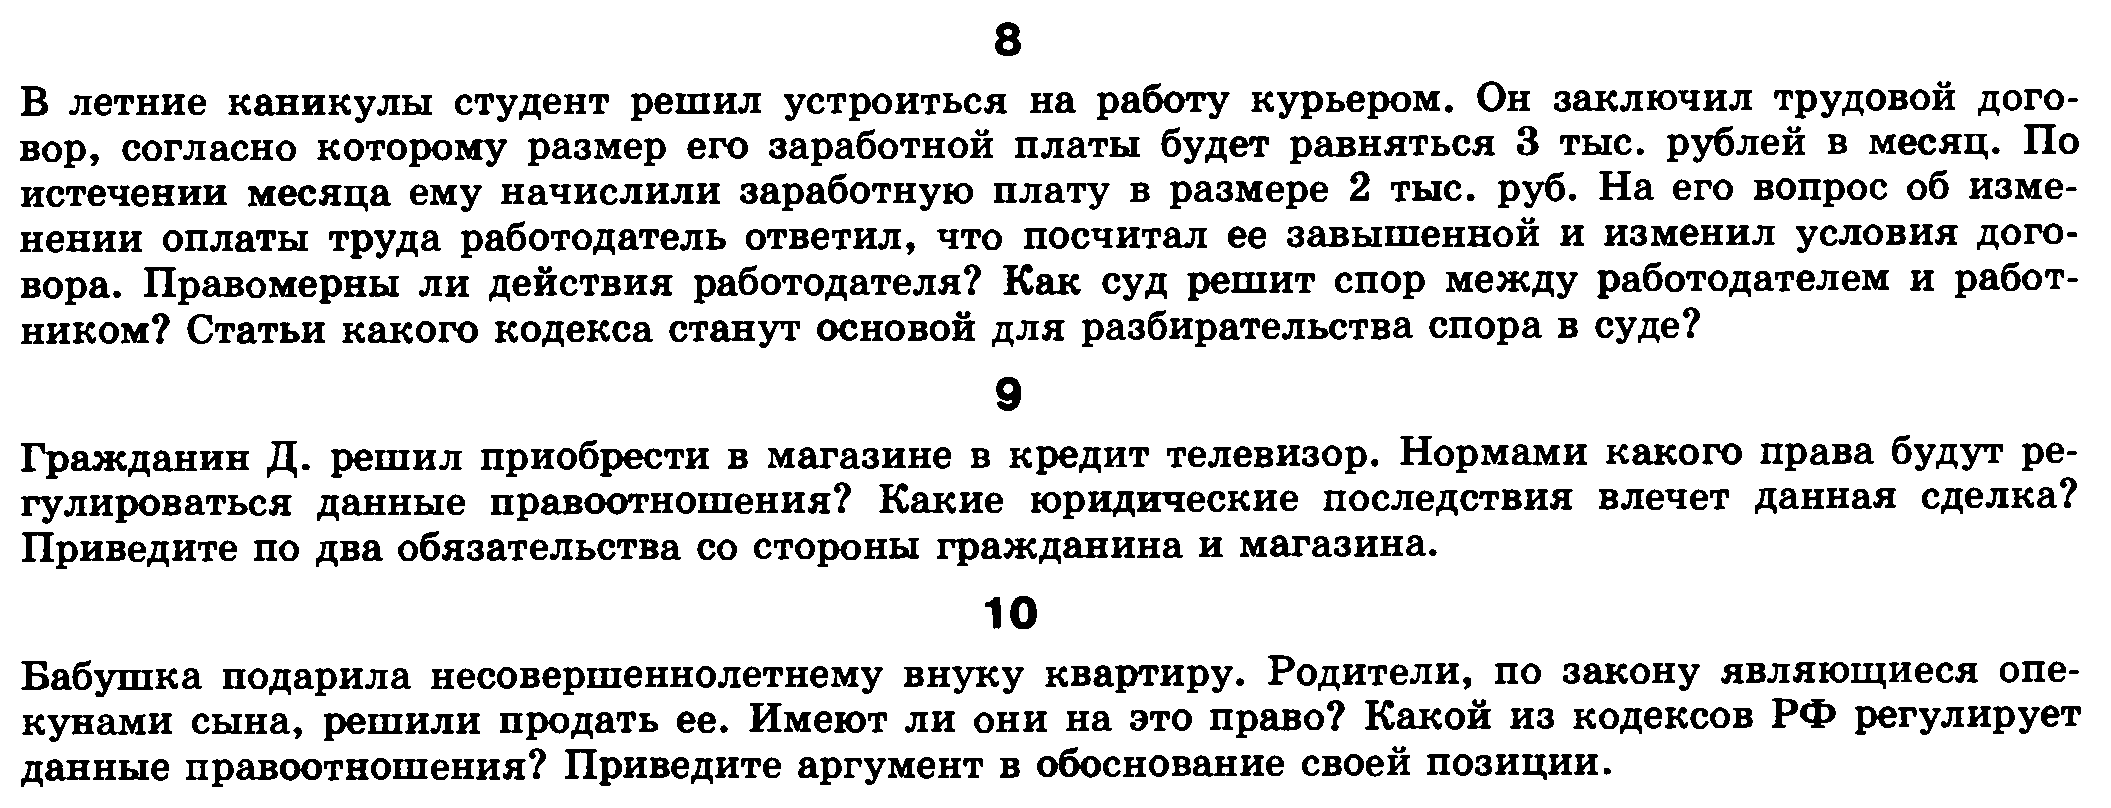 8
В летние каникулы студент решил устроиться на работу курьером. Он заключил трудовой дого-
вор, согласно которому размер его заработной платы будет равняться 3 тыс. рублей в месяц. По
истечении месяца ему начислили заработную плату в размере 2 тыс. руб. На его вопрос об изме-
нении оплаты труда работодатель ответил, что посчитал ее завышенной и изменил условия дого-
вора. Правомерны ли действия работодателя? Как суд решит спор между работодателем и работ-
ником? Статьи какого кодекса станут основой для разбирательства спора в суде?
9
Гражданин Д. решил приобрести в магазине в кредит телевизор. Нормами какого права будут ре-
гулироваться данные правоотношения? Какие юридические последствия влечет данная сделка?
Приведите по два обязательства со стороны гражданина и магазина.
10
Бабушка подарила несовершеннолетнему внуку квартиру. Родители, по закону являющиеся опе-
кунами сына, решили продать ее. Имеют ли они на это право? Какой из кодексов РФ регулирует
данные правоотношения? Приведите аргумент в обоснование своей позиции.